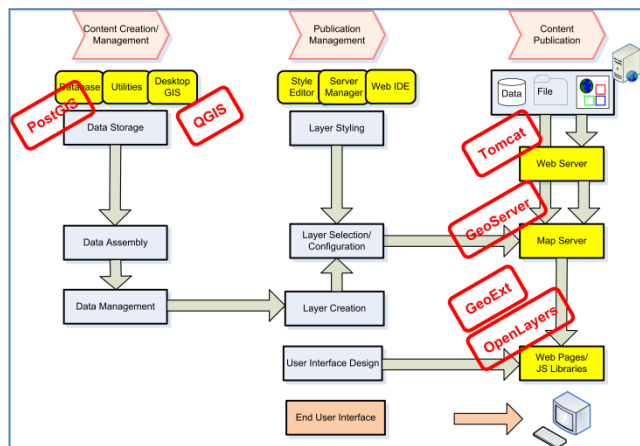 Content Creation/
Management
Publication
Management
Content
Publication
Database
Utilities
Desktop
GIS
Style
Editor
Server
Manager
Web IDE
Data
File
PostGIS
QGIS
Data Storage
Layer Styling
Tomcat
Web Server
GeoServer
Data Assembly
Layer Selection/
Configuration
Map Server
Data Management
Layer Creation
GeoExt
OpenLayers
User Interface Design
Web Pages/
JS Libraries
End User Interface